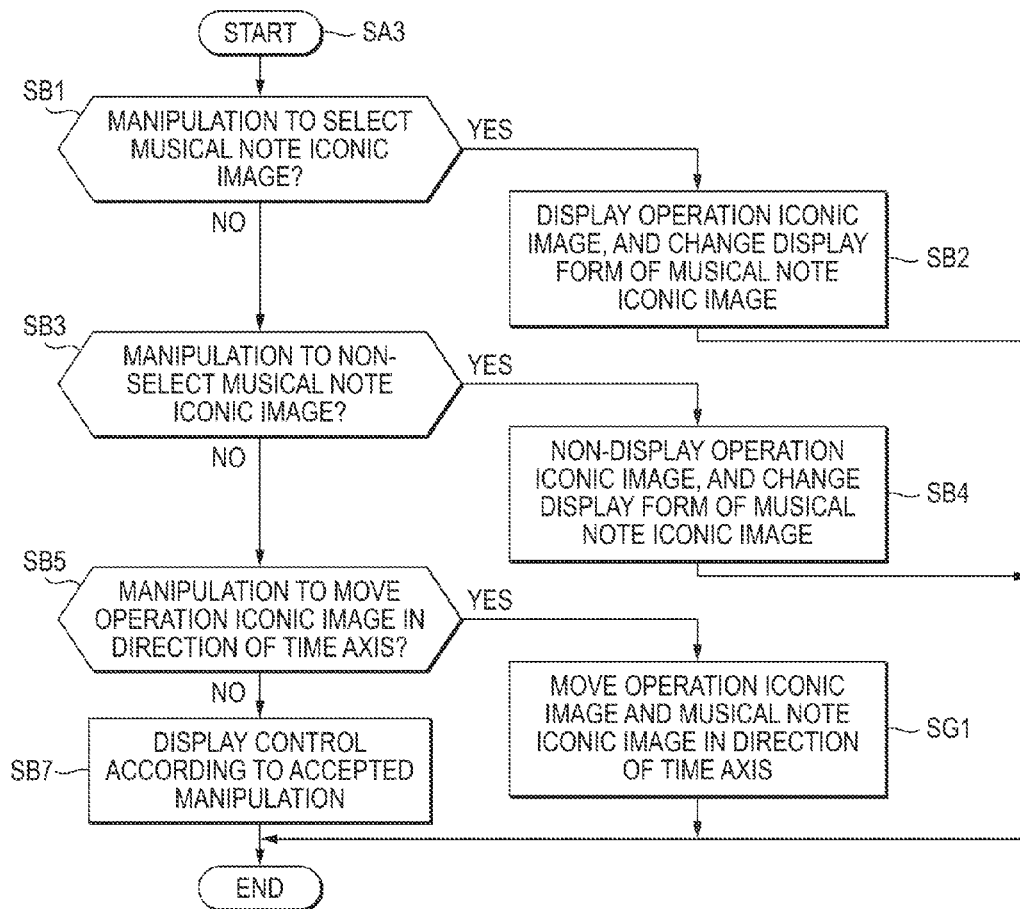 START
SA3
SB1
MANIPULATION TO SELECT
MUSICAL NOTE ICONIC
IMAGE?
YES
NO
DISPLAY OPERATION ICONIC
IMAGE, AND CHANGE DISPLAY
FORM OF MUSICAL NOTE
ICONIC IMAGE
SB2
SB3
MANIPULATION TO NON-
SELECT MUSICAL NOTE
ICONIC IMAGE?
YES
NO
NON-DISPLAY OPERATION
ICONIC IMAGE, AND CHANGE
DISPLAY FORM OF MUSICAL
NOTE ICONIC IMAGE
SB4
SB5
MANIPULATION TO MOVE
OPERATION ICONIC IMAGE IN
DIRECTION OF TIME AXIS?
YES
NO
MOVE OPERATION ICONIC
IMAGE AND MUSICAL NOTE
ICONIC IMAGE IN DIRECTION
OF TIME AXIS
SG1
SB7
DISPLAY CONTROL
ACCORDING TO ACCEPTED
MANIPULATION
END